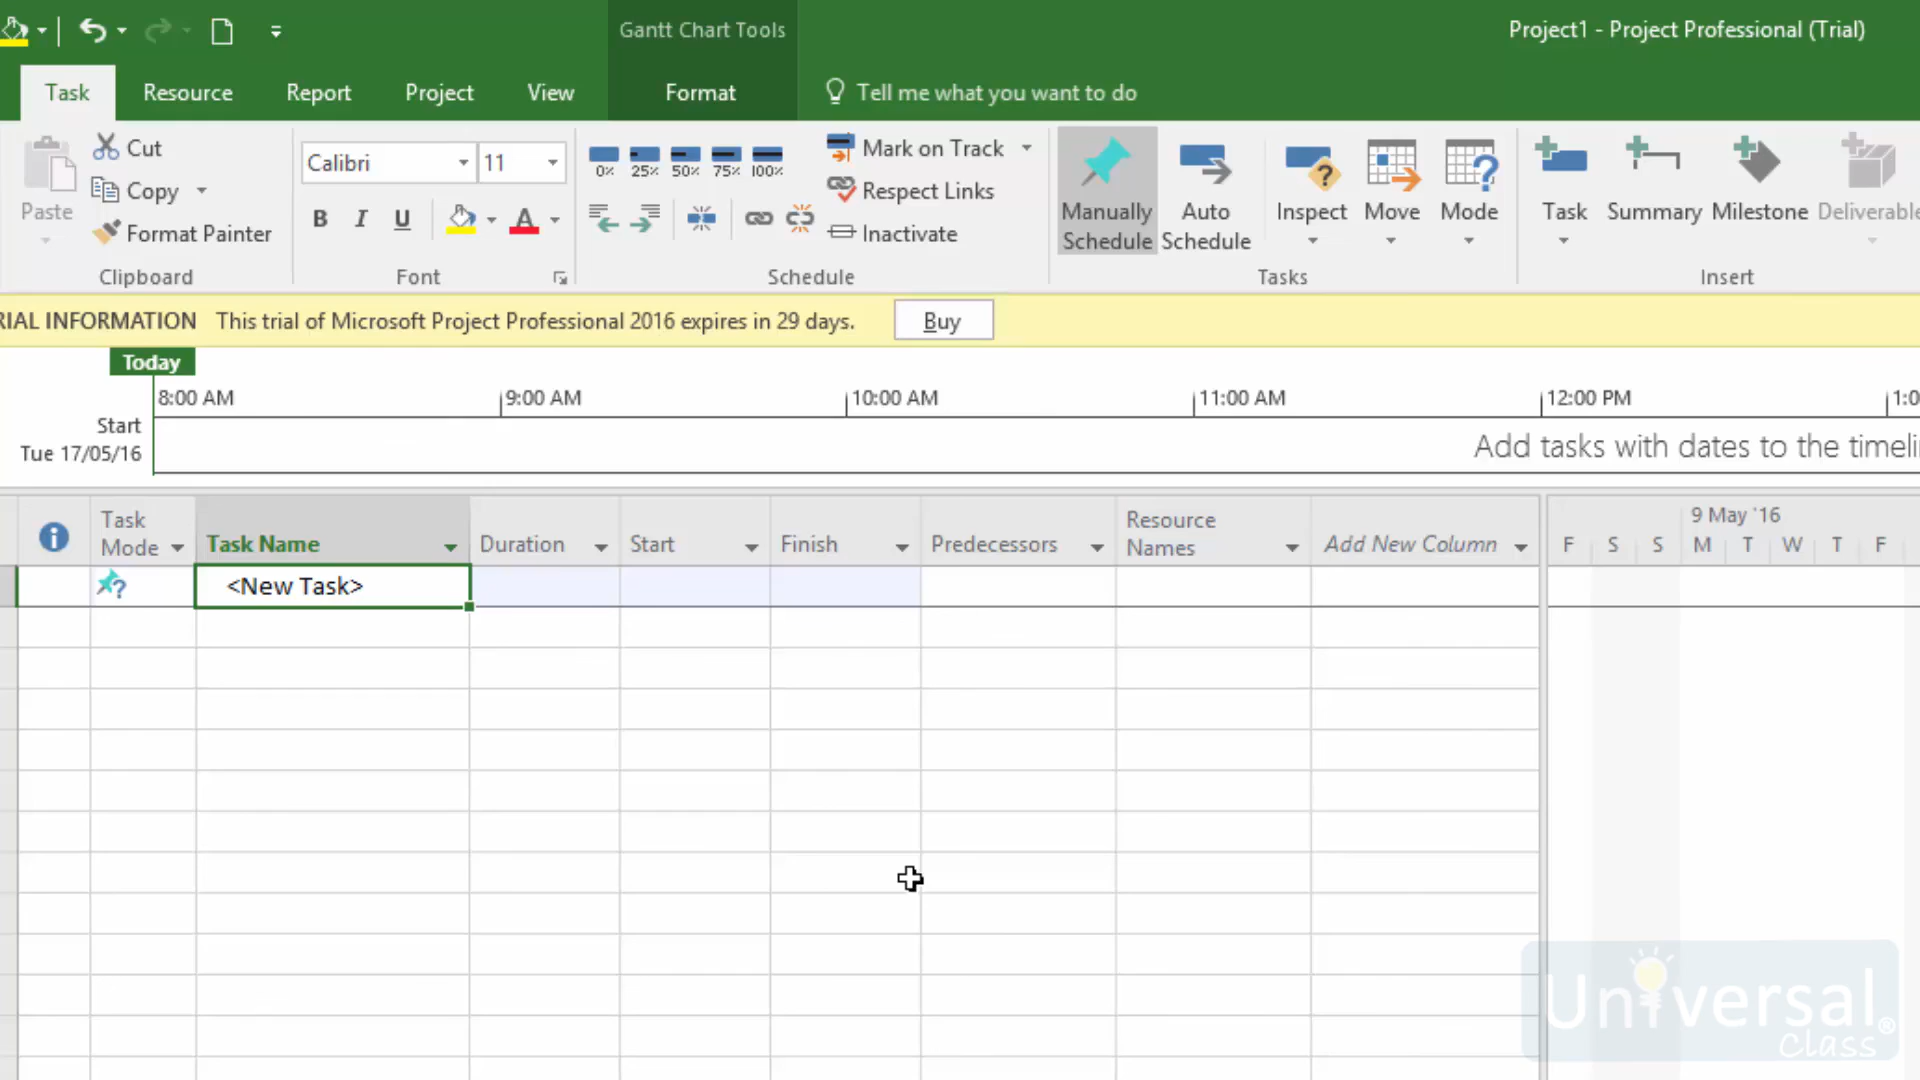 Gantt Chart Tools
Project1 - Project Professional (Trial)
Task Resource Report Project View Format Tell me what you want to do
Paste
Cut
Copy
Format Painter
Clipboard
Calibri 11
B I U A
Font
0% 25% 50% 75% 100%
Mark on Track
Respect Links
Inactivate
Schedule
Manually
Schedule
Auto
Schedule
Inspect
Move
Mode
Tasks
Task
Summary
Milestone
Deliverable
Insert
RIAL INFORMATION This trial of Microsoft Project Professional 2016 expires in 29 days. Buy
Today
8:00 AM 9:00 AM 10:00 AM 11:00 AM 12:00 PM 1:0
Start
Tue 17/05/16
Add tasks with dates to the timeli
Task
Mode
Task Name
Duration
Start
Finish
Predecessors
Resource
Names
Add New Column
9 May '16
F S S M T W T F
<New Task>
Universal®
Class